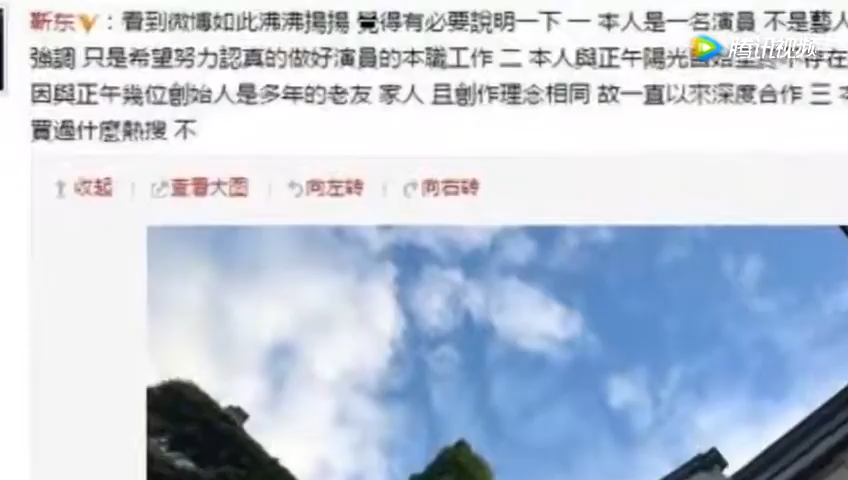 靳东：看到微博如此沸沸揚揚 覺得有必要說明一下 一 本人是一名演員 不是藝人
強調 只是希望努力認真的做好演員的本職工作 二 本人與正午陽光
因與正午幾位創始人是多年的老友 家人 且創作理念相同 故一直以來深度合作 三
買過什麼熱搜 不
腾讯视频
收起 查看大图 向左转 向右转